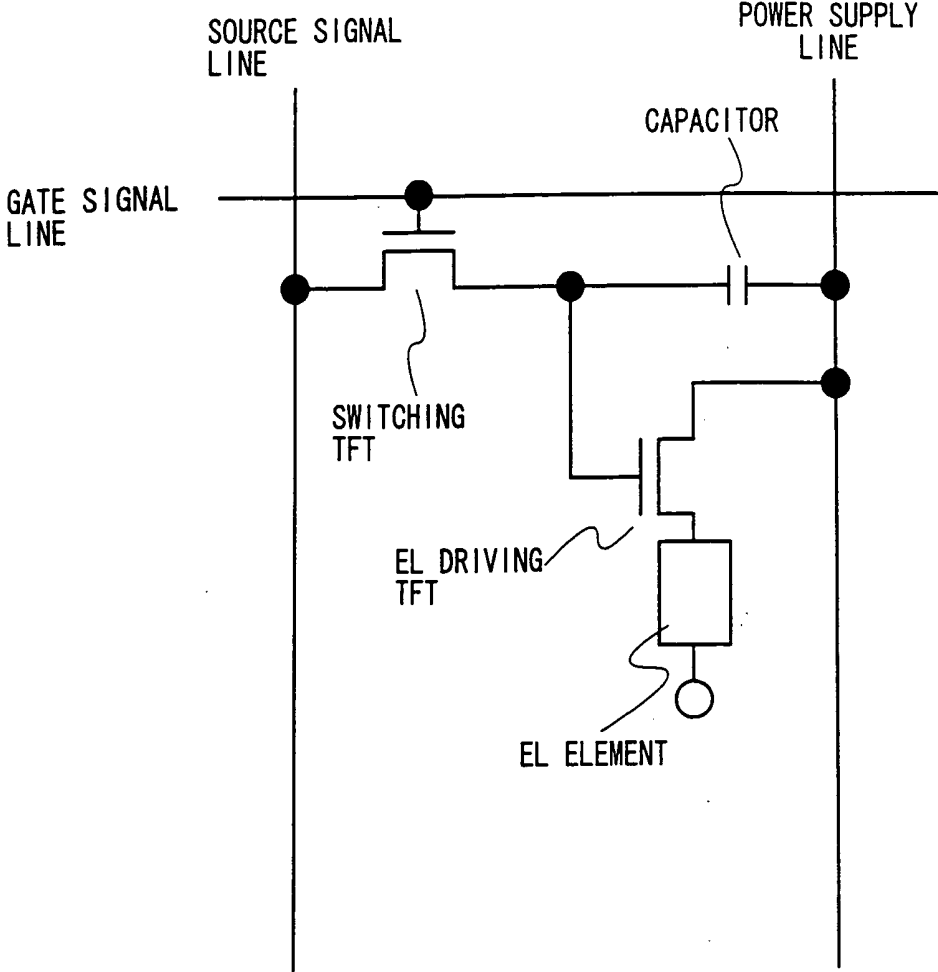 SOURCE SIGNAL
LINE
POWER SUPPLY
LINE
CAPACITOR
GATE SIGNAL
LINE
SWITCHING
TFT
EL DRIVING
TFT
EL ELEMENT